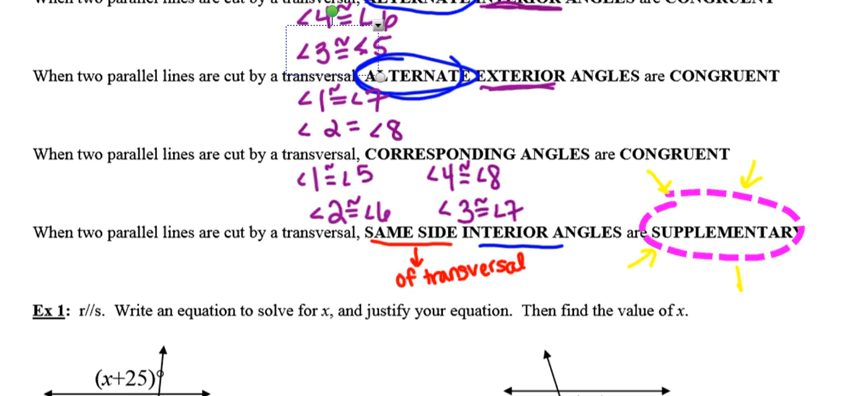 ∠4≅∠6
∠3≅∠5
When two parallel lines are cut by a transversal ALTERNATE EXTERIOR ANGLES are CONGRUENT
∠1≅∠7
∠2=∠8
When two parallel lines are cut by a transversal, CORRESPONDING ANGLES are CONGRUENT
∠1≅∠5 ∠4≅∠8
∠2≅∠6 ∠3≅∠7
When two parallel lines are cut by a transversal, SAME SIDE INTERIOR ANGLES are SUPPLEMENTARY
of transversal
Ex 1: r//s. Write an equation to solve for x, and justify your equation. Then find the value of x.
(x+25)°